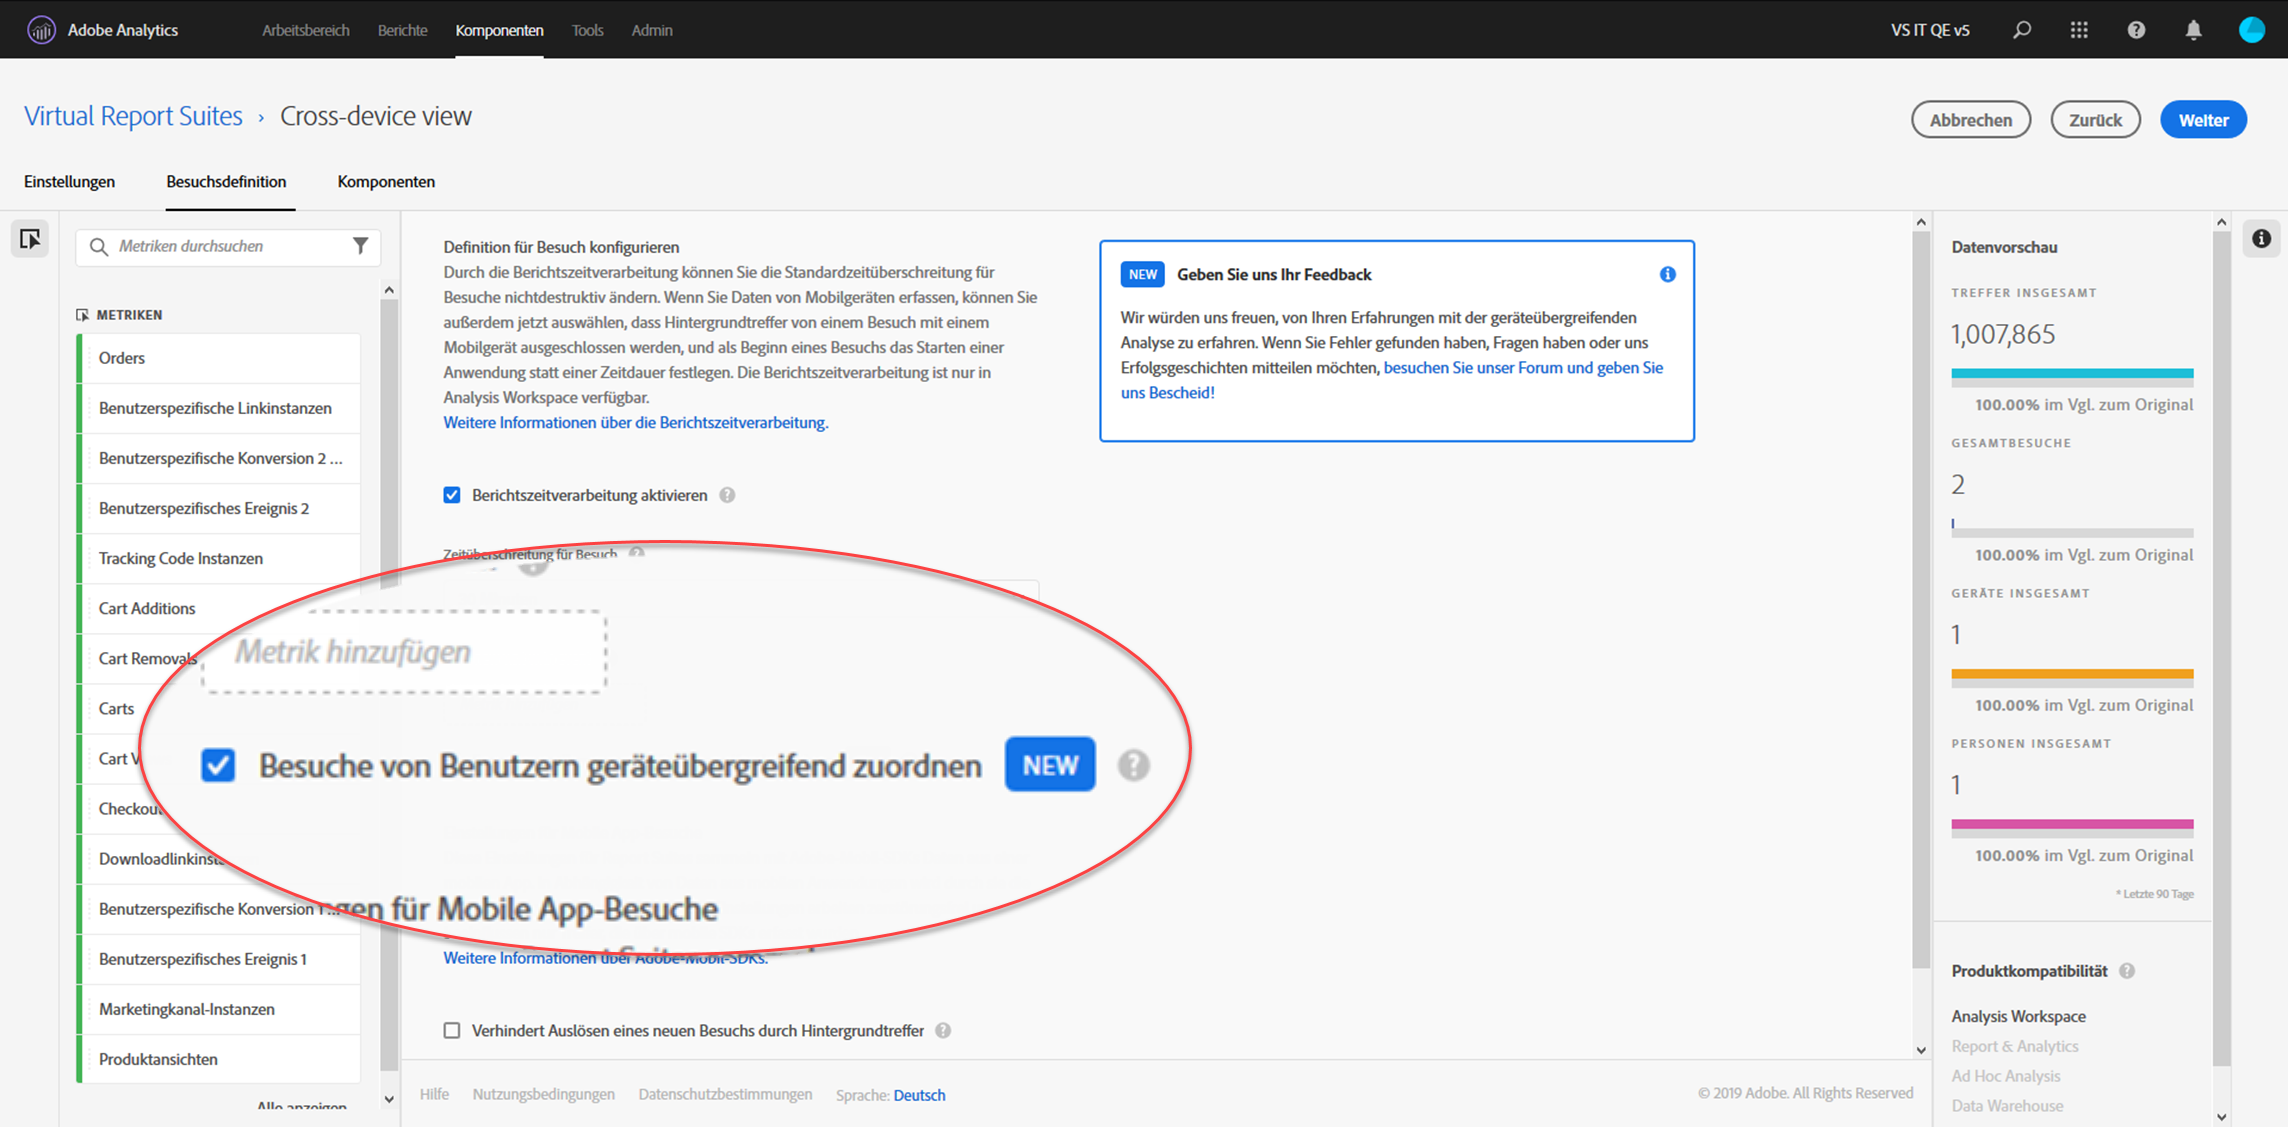 Adobe Analytics
Arbeitsbereich
Berichte
Komponenten
Tools
Admin
VS IT QE v5
Virtual Report Suites › Cross-device view
Abbrechen
Zurück
Weiter
Einstellungen
Besuchsdefinition
Komponenten
Metriken durchsuchen
METRIKEN
Orders
Benutzerspezifische Linkinstanzen
Benutzerspezifische Konversion 2 ...
Benutzerspezifisches Ereignis 2
Tracking Code Instanzen
Cart Additions
Cart Removals
Carts
Cart V
Checkou
Downloadlinkinst
Benutzerspezifische Konversion 1 ...
Benutzerspezifisches Ereignis 1
Marketingkanal-Instanzen
Produktansichten
Alle anzeigen
Definition für Besuch konfigurieren
Durch die Berichtszeitverarbeitung können Sie die Standardzeitüberschreitung für
Besuche nichtdestruktiv ändern. Wenn Sie Daten von Mobilgeräten erfassen, können Sie
außerdem jetzt auswählen, dass Hintergrundtreffer von einem Besuch mit einem
Mobilgerät ausgeschlossen werden, und als Beginn eines Besuchs das Starten einer
Anwendung statt einer Zeitdauer festlegen. Die Berichtszeitverarbeitung ist nur in
Analysis Workspace verfügbar.
Weitere Informationen über die Berichtszeitverarbeitung.
NEW Geben Sie uns Ihr Feedback
Wir würden uns freuen, von Ihren Erfahrungen mit der geräteübergreifenden
Analyse zu erfahren. Wenn Sie Fehler gefunden haben, Fragen haben oder uns
Erfolgsgeschichten mitteilen möchten, besuchen Sie unser Forum und geben Sie
uns Bescheid!
Berichtszeitverarbeitung aktivieren
Zeitüberschreitung für Besuch
Metrik hinzufügen
Besuche von Benutzern geräteübergreifend zuordnen NEW
gen für Mobile App-Besuche
Weitere Informationen über Adobe-Mobil-SDKs.
Verhindert Auslösen eines neuen Besuchs durch Hintergrundtreffer
Hilfe
Nutzungsbedingungen
Datenschutzbestimmungen
Sprache: Deutsch
© 2019 Adobe. All Rights Reserved
Datenvorschau
TREFFER INSGESAMT
1,007,865
100.00% im Vgl. zum Original
GESAMTBESUCHE
2
100.00% im Vgl. zum Original
GERÄTE INSGESAMT
1
100.00% im Vgl. zum Original
PERSONEN INSGESAMT
1
100.00% im Vgl. zum Original
* Letzte 90 Tage
Produktkompatibilität
Analysis Workspace
Report & Analytics
Ad Hoc Analysis
Data Warehouse